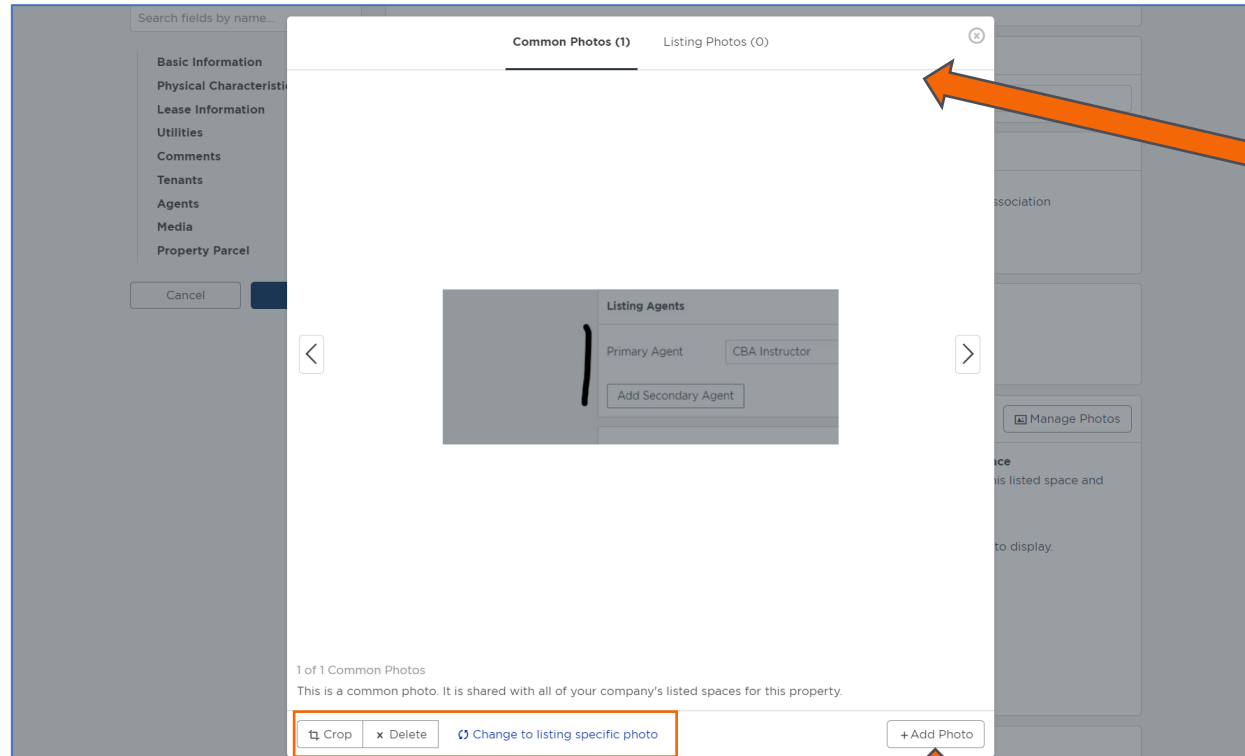 Search fields by name...
Basic Information
Physical Characteristi
Lease Information
Utilities
Comments
Tenants
Agents
Media
Property Parcel
Cancel
Common Photos (1) Listing Photos (0)
Listing Agents
Primary Agent CBA Instructor
Add Secondary Agent
1 of 1 Common Photos
This is a common photo. It is shared with all of your company's listed spaces for this property.
Crop x Delete Change to listing specific photo
+ Add Photo
ssociation
Manage Photos
ace
his listed space and
to display.